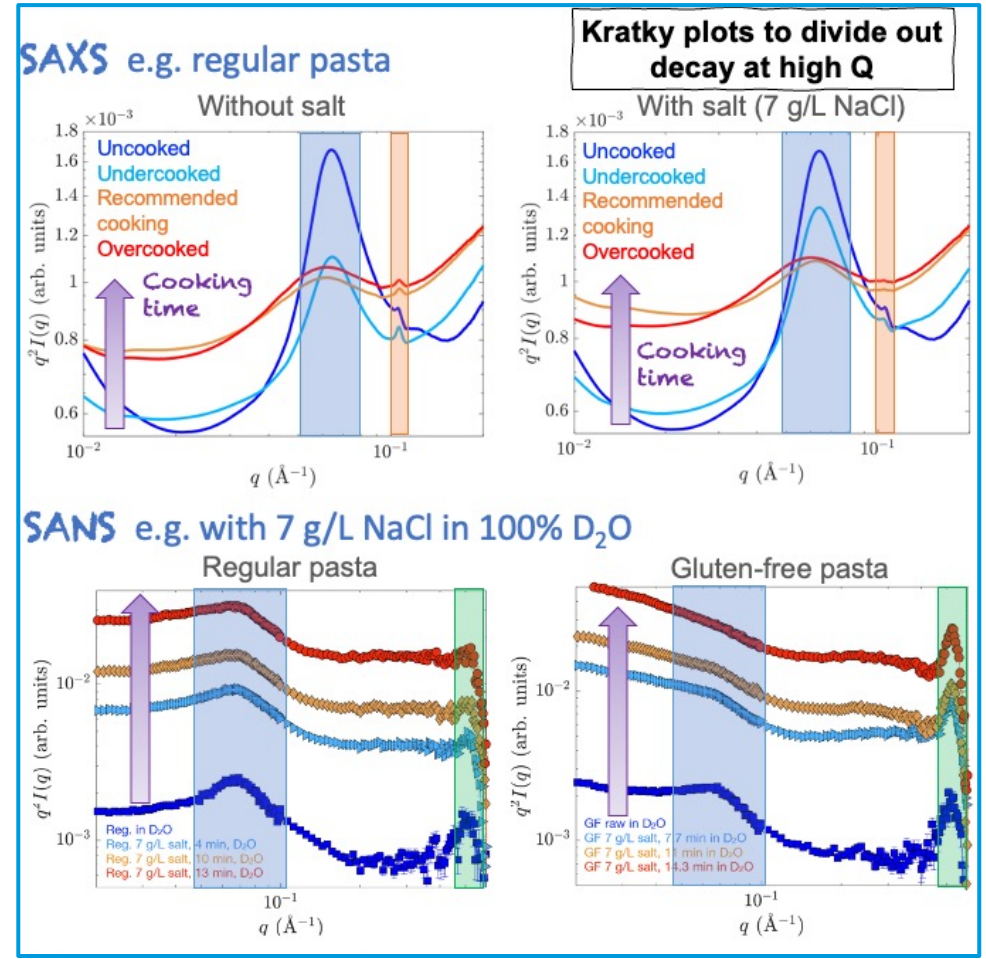 Kratky plots to divide out
decay at high Q
SAXS e.g. regular pasta
Without salt
×10⁻³
1.8
1.6
1.4
1.2
1
0.8
0.6
q²I(q) (arb. units)
Uncooked
Undercooked
Recommended
cooking
Overcooked
Cooking
time
10⁻²
10⁻¹
q (Å⁻¹)
With salt (7 g/L NaCl)
×10⁻³
1.8
1.6
1.4
1.2
1
0.8
0.6
q²I(q) (arb. units)
Uncooked
Undercooked
Recommended
cooking
Overcooked
Cooking
time
10⁻²
10⁻¹
q (Å⁻¹)
SANS e.g. with 7 g/L NaCl in 100% D₂O
Regular pasta
10⁻²
10⁻³
q²I(q) (arb. units)
Reg. in D₂O
Reg. 7 g/L salt, 4 min, D₂O
Reg. 7 g/L salt, 10 min, D₂O
Reg. 7 g/L salt, 13 min, D₂O
10⁻¹
q (Å⁻¹)
Gluten-free pasta
10⁻²
10⁻³
q²I(q) (arb. units)
GF raw in D₂O
GF 7 g/L salt, 7.7 min in D₂O
GF 7 g/L salt, 11 min in D₂O
GF 7 g/L salt, 14.3 min in D₂O
10⁻¹
q (Å⁻¹)